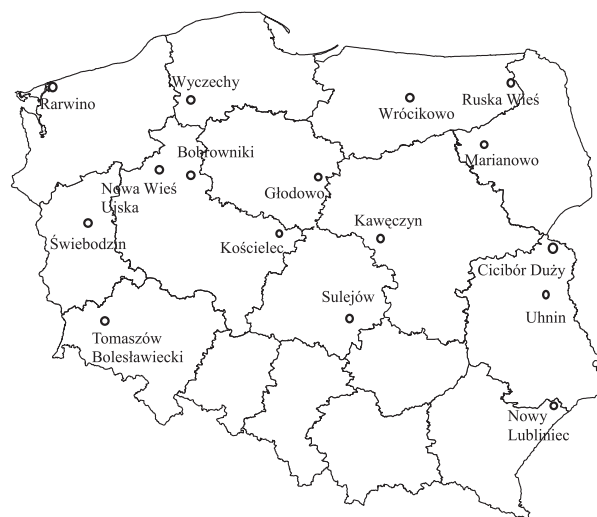 Wyczechy
Rarwino
Ruska Wieś
Wrócikowo
Bobrowniki
Marianowo
Nowa Wieś
Ujska
Głodowo
Kawęczyn
Świebodzin
Kościelec
Cicibór Duży
Sulejów
Uhnin
Tomaszów
Bolesławiecki
Nowy
Lubliniec